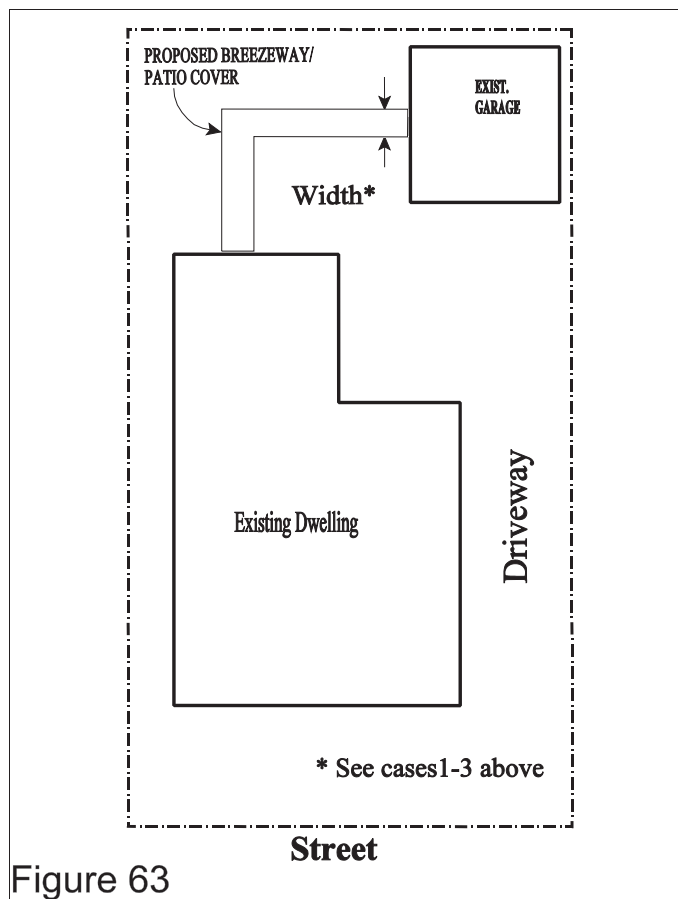 PROPOSED BREEZEWAY/
PATIO COVER
EXIST.
GARAGE
Width*
Existing Dwelling
Driveway
* See cases1-3 above
Street
Figure 63